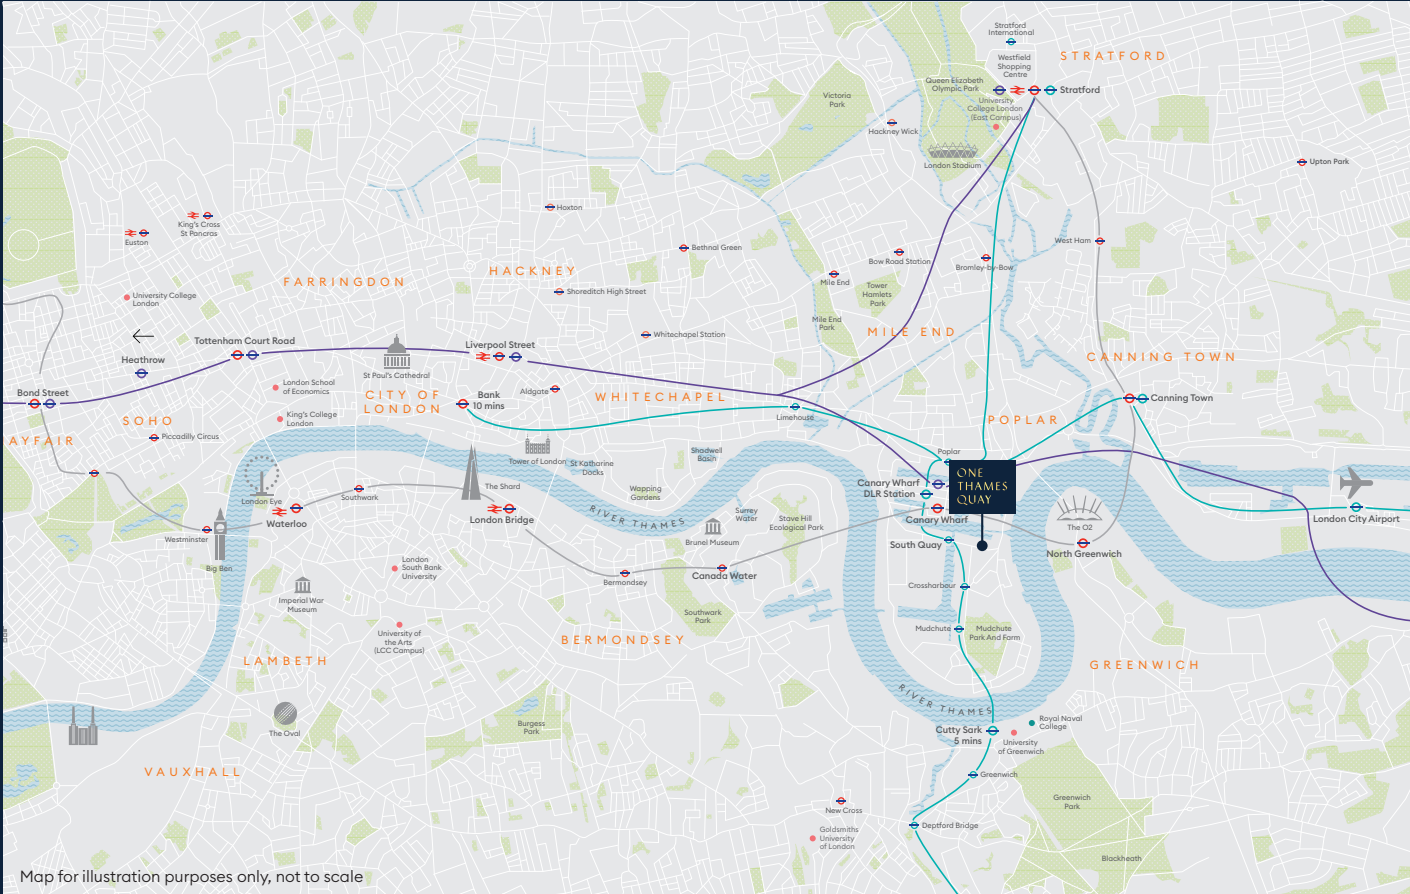 Stratford
International
Westfield
Shopping
Centre
STRATFORD
Queen Elizabeth
Olympic Park
Stratford
University
College London
(East Campus)
Victoria
Park
Hackney Wick
London Stadium
Upton Park
Hoxton
King's Cross
St Pancras
Euston
Bethnal Green
West Ham
Bow Road Station
Bromley-by-Bow
HACKNEY
FARRINGDON
Mile End
Tower
Hamlets
Park
Shoreditch High Street
University College
London
Mile End
Park
MILE END
Whitechapel Station
Tottenham Court Road
Liverpool Street
CANNING TOWN
Heathrow
St Paul's Cathedral
London School
of Economics
Bond Street
CITY OF
LONDON
Bank
10 mins
Aldgate
WHITECHAPEL
Canning Town
Limehouse
SOHO
King's College
London
POPLAR
AYFAIR
Piccadilly Circus
Tower of London
St Katharine
Docks
Shadwell
Basin
Poplar
ONE
THAMES
QUAY
Canary Wharf
DLR Station
The Shard
London Eye
Southwark
Wapping
Gardens
Waterloo
London Bridge
RIVER THAMES
Surrey
Water
Stave Hill
Ecological Park
Canary Wharf
The O2
London City Airport
Westminster
Brunel Museum
South Quay
North Greenwich
Big Ben
London
South Bank
University
Bermondsey
Canada Water
Crossharbour
Imperial War
Museum
Southwark
Park
Mudchute
Mudchute
Park And Farm
University of
the Arts
(LCC Campus)
BERMONDSEY
LAMBETH
GREENWICH
RIVER THAMES
Burgess
Park
The Oval
Cutty Sark
5 mins
Royal Naval
College
University
of Greenwich
VAUXHALL
Greenwich
Greenwich
Park
New Cross
Deptford Bridge
Goldsmiths
University
of London
Blackheath
Map for illustration purposes only, not to scale